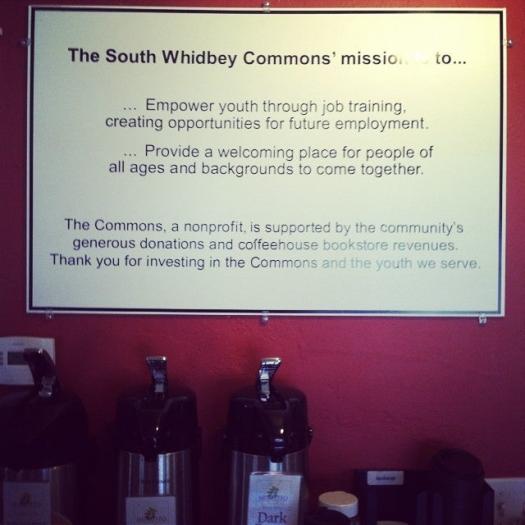 The South Whidbey Commons' mission is to...
... Empower youth through job training,
creating opportunities for future employment.
... Provide a welcoming place for people of
all ages and backgrounds to come together.
The Commons, a nonprofit, is supported by the community's
generous donations and coffeehouse bookstore revenues.
Thank you for investing in the Commons and the youth we serve.
Dark